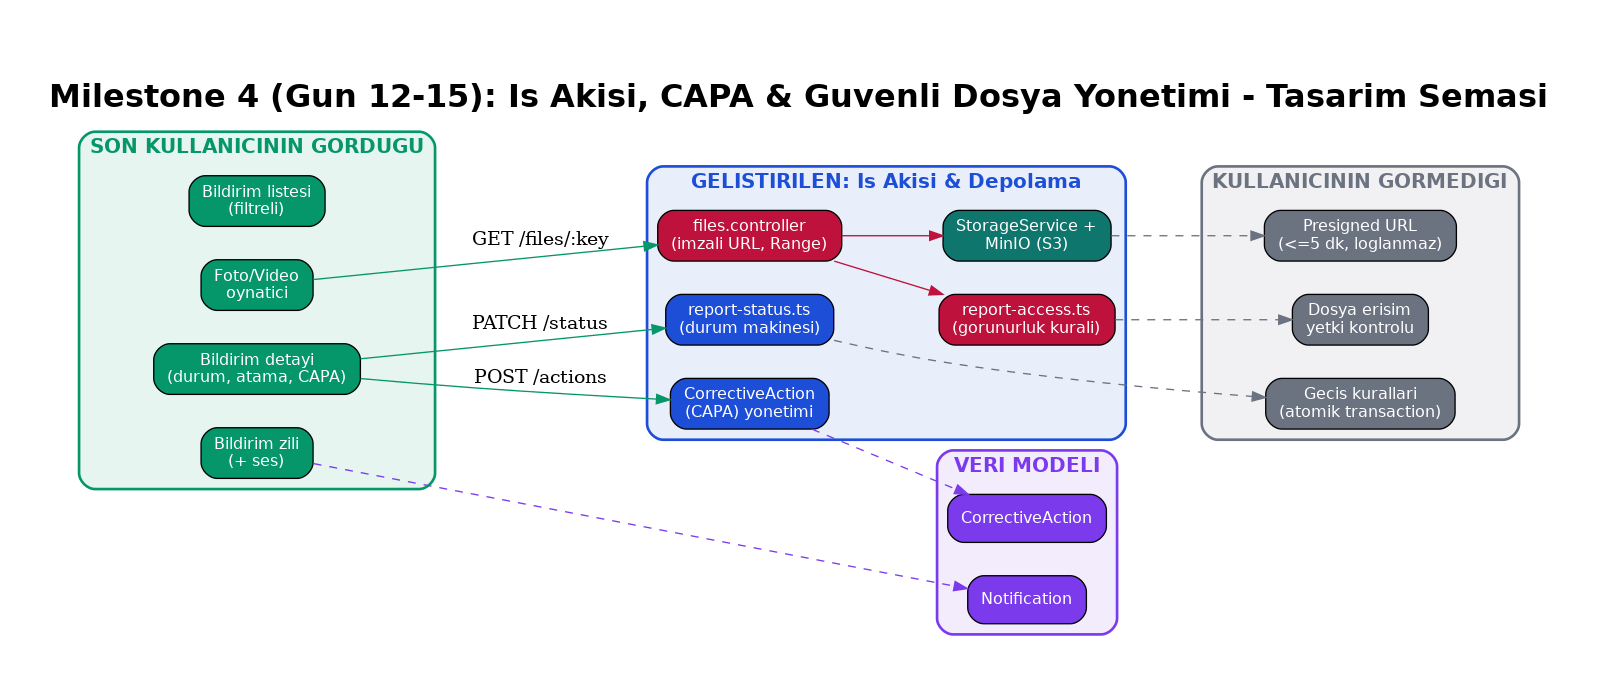 Milestone 4 (Gun 12-15): Is Akisi, CAPA & Guvenli Dosya Yonetimi - Tasarim Semasi
SON KULLANICININ GORDUGU
Bildirim listesi
(filtreli)
Foto/Video
oynatici
Bildirim detayi
(durum, atama, CAPA)
Bildirim zili
(+ ses)
GET /files/:key
PATCH /status
POST /actions
GELISTIRILEN: Is Akisi & Depolama
files.controller
(imzali URL, Range)
StorageService +
MinIO (S3)
report-status.ts
(durum makinesi)
report-access.ts
(gorunurluk kurali)
CorrectiveAction
(CAPA) yonetimi
VERI MODELI
CorrectiveAction
Notification
KULLANICININ GORMEDIGI
Presigned URL
(<=5 dk, loglanmaz)
Dosya erisim
yetki kontrolu
Gecis kurallari
(atomik transaction)